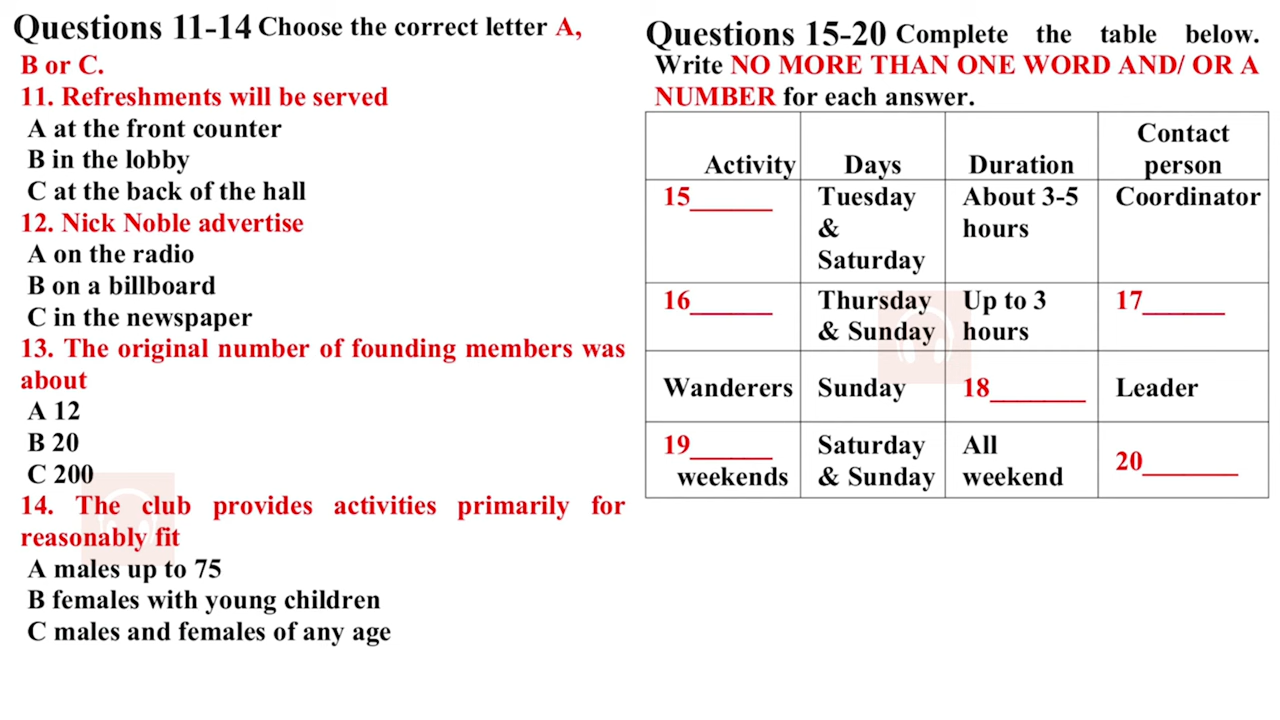 Questions 11-14 Choose the correct letter A,
B or C.
11. Refreshments will be served
A at the front counter
B in the lobby
C at the back of the hall
12. Nick Noble advertise
A on the radio
B on a billboard
C in the newspaper
13. The original number of founding members was
about
A 12
B 20
C 200
14. The club provides activities primarily for
reasonably fit
A males up to 75
B females with young children
C males and females of any age
Questions 15-20 Complete the table below.
Write NO MORE THAN ONE WORD AND/ OR A
NUMBER for each answer.
Activity Days Duration Contact person
15______ Tuesday & Saturday About 3-5 hours Coordinator
16______ Thursday & Sunday Up to 3 hours 17______
Wanderers Sunday 18_______ Leader
19______ weekends Saturday & Sunday All weekend 20_______